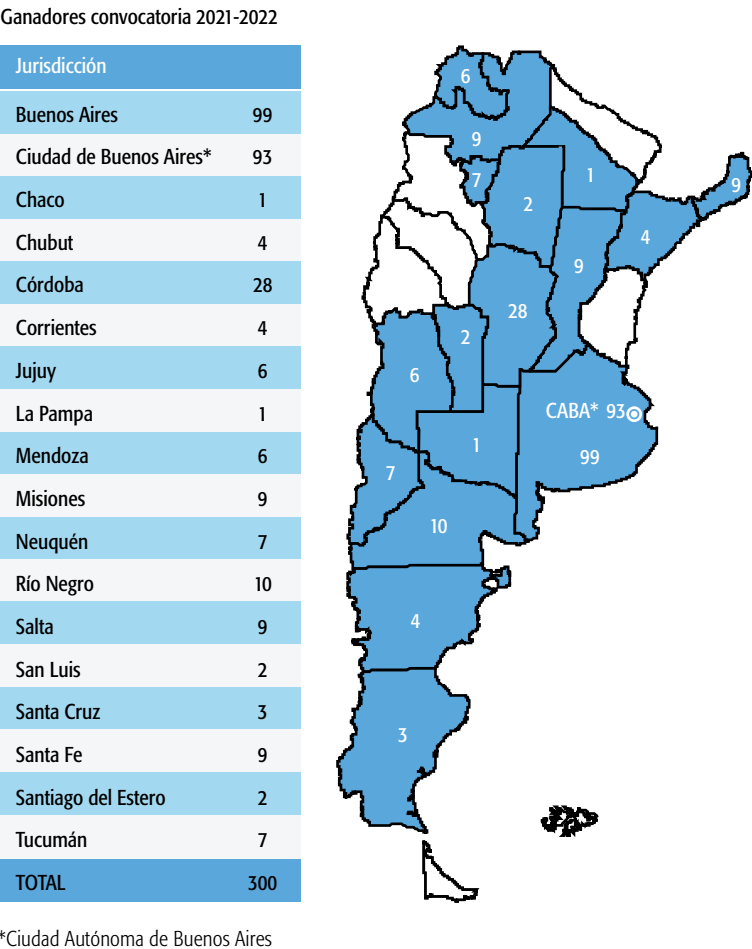 Ganadores convocatoria 2021-2022
Jurisdicción
Buenos Aires 99
Ciudad de Buenos Aires* 93
Chaco 1
Chubut 4
Córdoba 28
Corrientes 4
Jujuy 6
La Pampa 1
Mendoza 6
Misiones 9
Neuquén 7
Río Negro 10
Salta 9
San Luis 2
Santa Cruz 3
Santa Fe 9
Santiago del Estero 2
Tucumán 7
TOTAL 300
*Ciudad Autónoma de Buenos Aires
6
9
7
1
9
2
4
9
28
2
6
CABA* 93
1
99
7
10
4
3